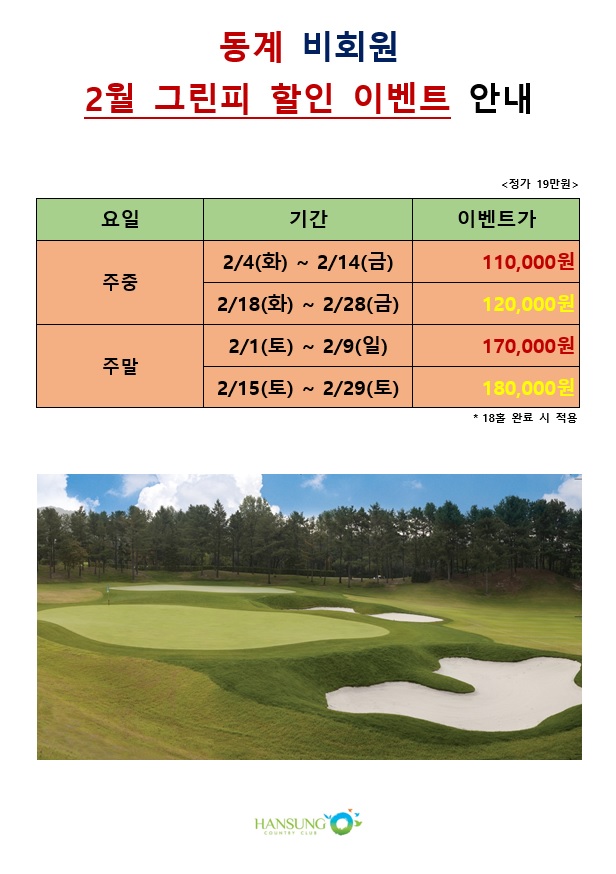 동계 비회원
2월 그린피 할인 이벤트 안내
<정가 19만원>
요일 기간 이벤트가
주중 2/4(화) ~ 2/14(금) 110,000원
2/18(화) ~ 2/28(금) 120,000원
주말 2/1(토) ~ 2/9(일) 170,000원
2/15(토) ~ 2/29(토) 180,000원
* 18홀 완료 시 적용
HANSUNG
COUNTRY CLUB